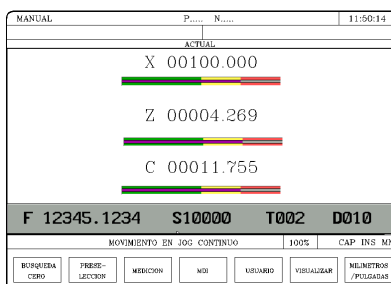 MANUAL P..... N..... 11:50:14
ACTUAL
X 00100.000
Z 00004.269
C 00011.755
F 12345.1234 S10000 T002 D010
MOVIMIENTO EN JOG CONTINUO 100% CAP INS MM
BUSQUEDA CERO
PRESE- LECCION
MEDICION
MDI
USUARIO
VISUALIZAR
MILIMETROS /PULGADAS